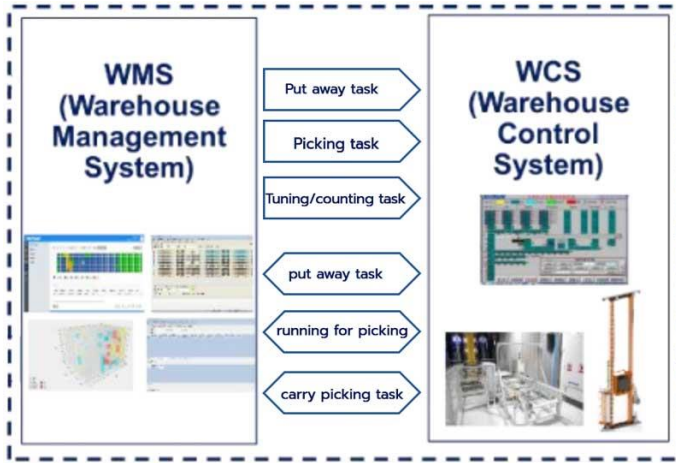 WMS
(Warehouse
Management
System)
Put away task
Picking task
Tuning/counting task
put away task
running for picking
carry picking task
WCS
(Warehouse
Control
System)